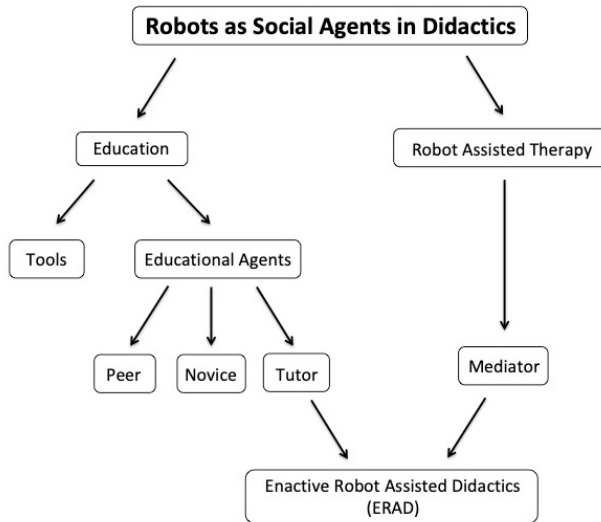 Robots as Social Agents in Didactics
Education
Robot Assisted Therapy
Tools
Educational Agents
Peer
Novice
Tutor
Mediator
Enactive Robot Assisted Didactics
(ERAD)